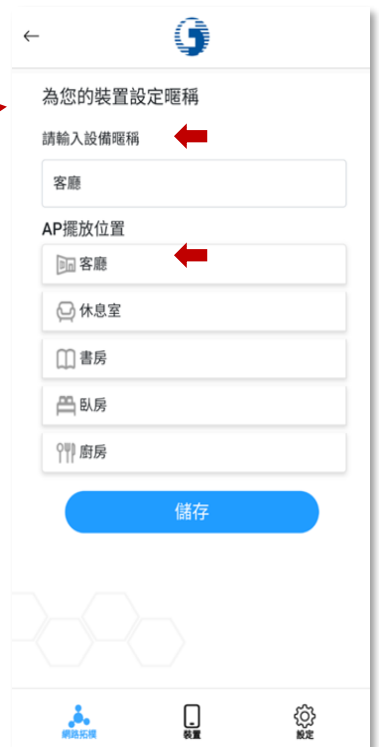 為您的裝置設定暱稱
請輸入設備暱稱
客廳
AP擺放位置
客廳
休息室
書房
臥房
廚房
儲存
網路拓樸
裝置
設定